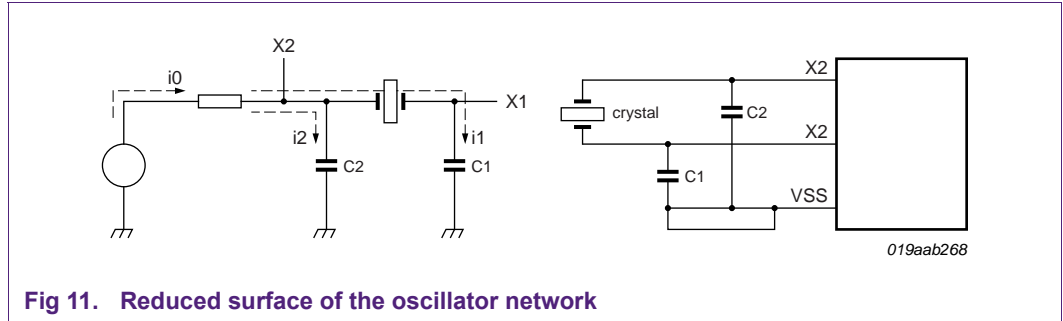 X2
i0
X1
i2
C2
i1
C1
X2
crystal
C2
X2
C1
VSS
019aab268
Fig 11. Reduced surface of the oscillator network